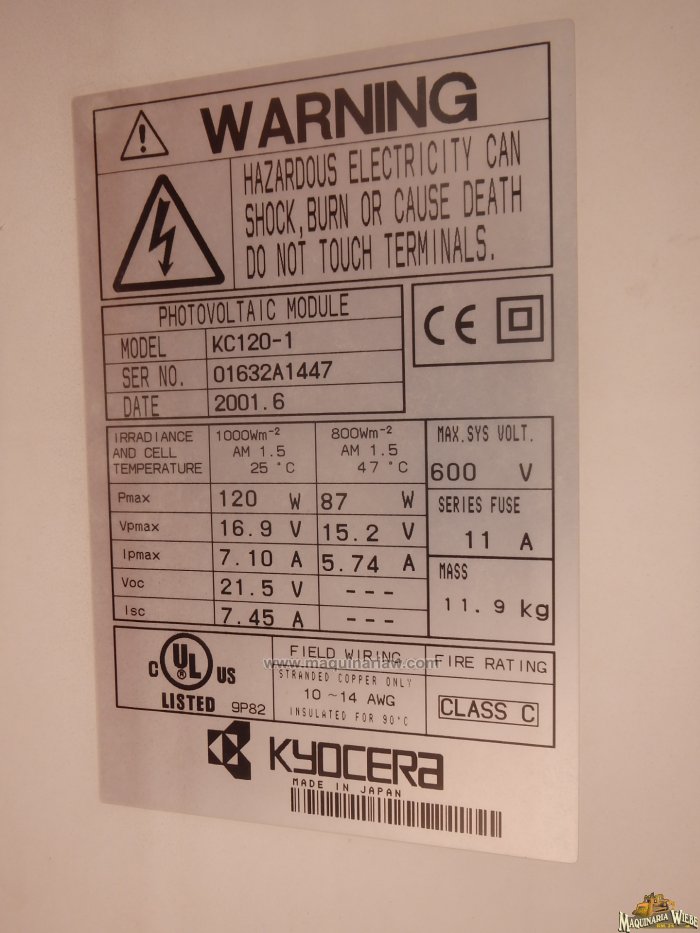 WARNING
HAZARDOUS ELECTRICITY CAN
SHOCK, BURN OR CAUSE DEATH
DO NOT TOUCH TERMINALS.
PHOTOVOLTAIC MODULE
MODEL KC120-1
SER NO. 01632A1447
DATE 2001.6
CE
IRRADIANCE AND CELL TEMPERATURE 1000Wm⁻² AM 1.5 25 °C 800Wm⁻² AM 1.5 47 °C
Pmax 120 W 87 W
Vpmax 16.9 V 15.2 V
Ipmax 7.10 A 5.74 A
Voc 21.5 V ---
Isc 7.45 A ---
MAX. SYS VOLT.
600 V
SERIES FUSE
11 A
MASS
11.9 kg
C UL ® US
LISTED 9P82
FIELD WIRING
STRANDED COPPER ONLY
10 ~ 14 AWG
INSULATED FOR 90°C
FIRE RATING
CLASS C
www.maquinariaw.com
KYOCERA
MADE IN JAPAN
MAQUINARIA WIEBE